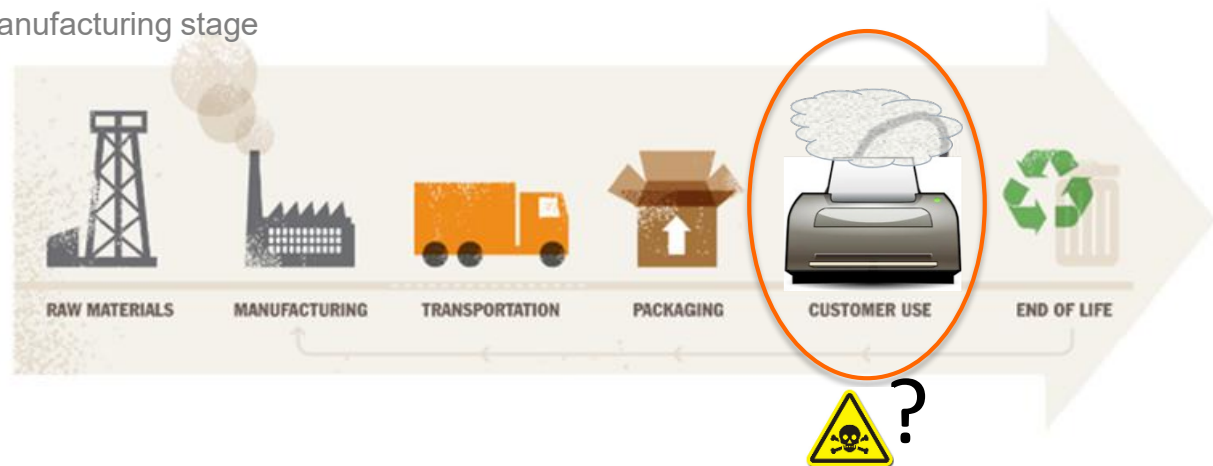 anufacturing stage
RAW MATERIALS
MANUFACTURING
TRANSPORTATION
PACKAGING
CUSTOMER USE
END OF LIFE
?